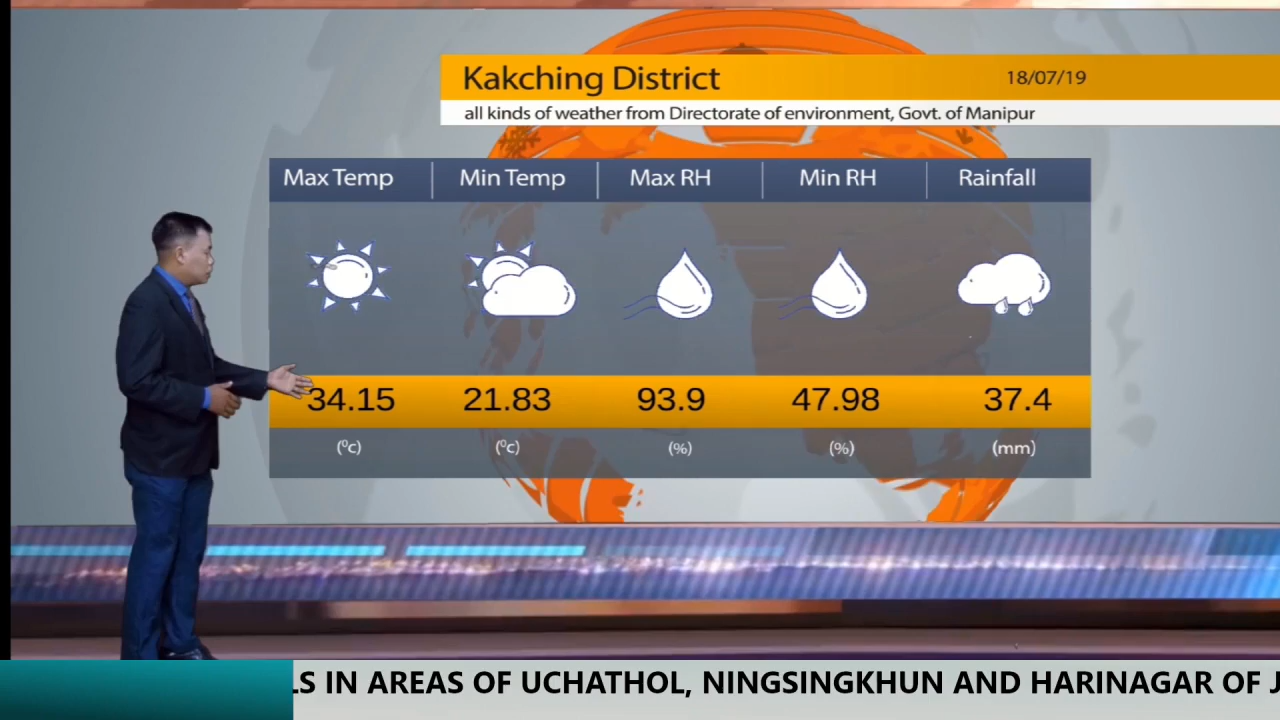 Kakching District 18/07/19
all kinds of weather from Directorate of environment, Govt. of Manipur
Max Temp Min Temp Max RH Min RH Rainfall
34.15 21.83 93.9 47.98 37.4
(⁰c) (⁰c) (%) (%) (mm)
IN AREAS OF UCHATHOL, NINGSINGKHUN AND HARINAGAR OF